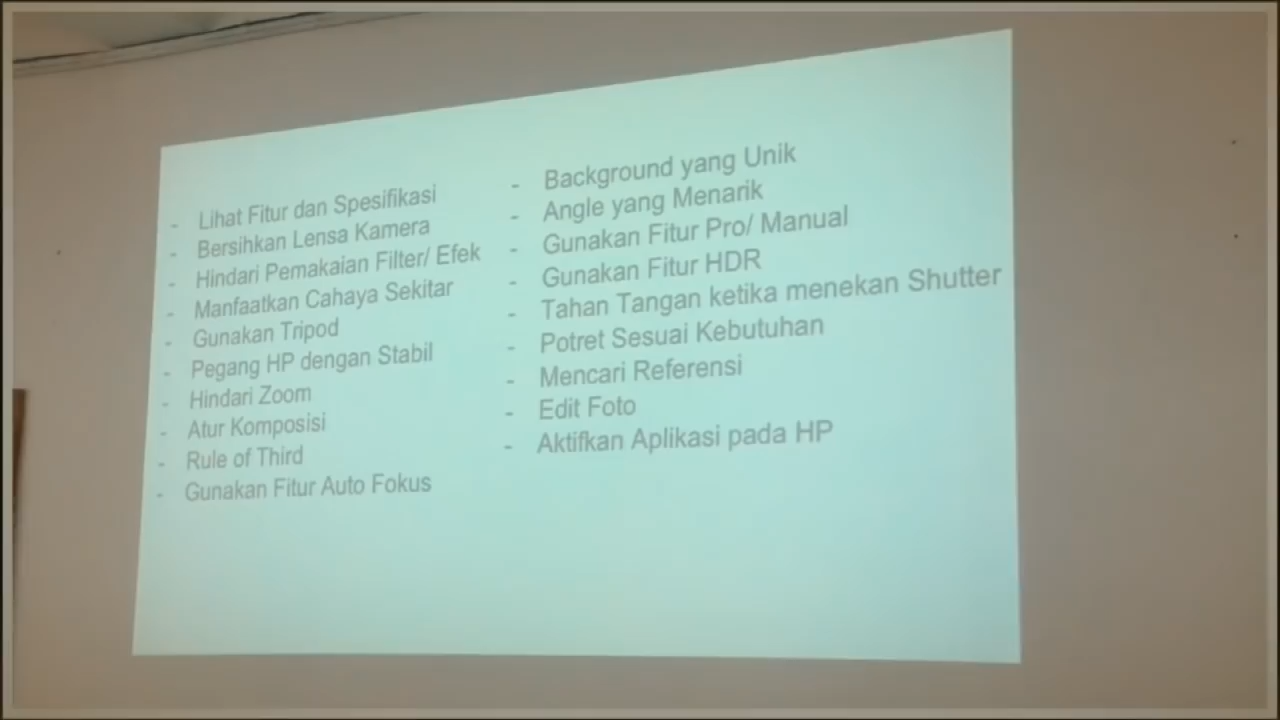 - Lihat Fitur dan Spesifikasi
- Bersihkan Lensa Kamera
- Hindari Pemakaian Filter/ Efek
- Manfaatkan Cahaya Sekitar
- Gunakan Tripod
- Pegang HP dengan Stabil
- Hindari Zoom
- Atur Komposisi
- Rule of Third
- Gunakan Fitur Auto Fokus
- Background yang Unik
- Angle yang Menarik
- Gunakan Fitur Pro/ Manual
- Gunakan Fitur HDR
- Tahan Tangan ketika menekan Shutter
- Potret Sesuai Kebutuhan
- Mencari Referensi
- Edit Foto
- Aktifkan Aplikasi pada HP